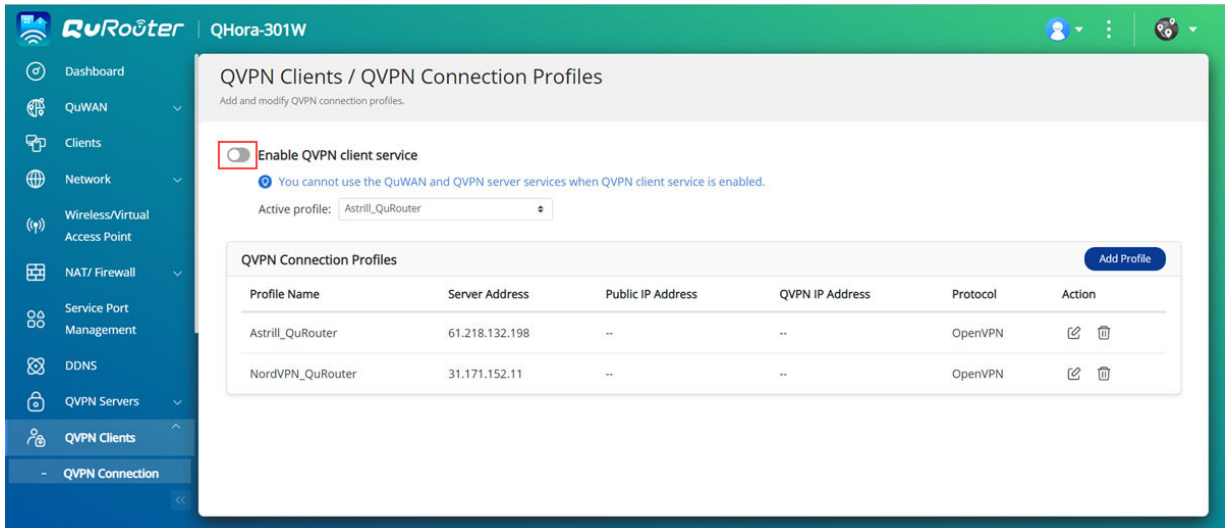 QuRouter QHora-301W
Dashboard
QuWAN
Clients
Network
Wireless/Virtual
Access Point
NAT/ Firewall
Service Port
Management
DDNS
QVPN Servers
QVPN Clients
- QVPN Connection
QVPN Clients / QVPN Connection Profiles
Add and modify QVPN connection profiles.
Enable QVPN client service
You cannot use the QuWAN and QVPN server services when QVPN client service is enabled.
Active profile: Astrill_QuRouter
QVPN Connection Profiles Add Profile
Profile Name Server Address Public IP Address QVPN IP Address Protocol Action
Astrill_QuRouter 61.218.132.198 -- -- OpenVPN
NordVPN_QuRouter 31.171.152.11 -- -- OpenVPN